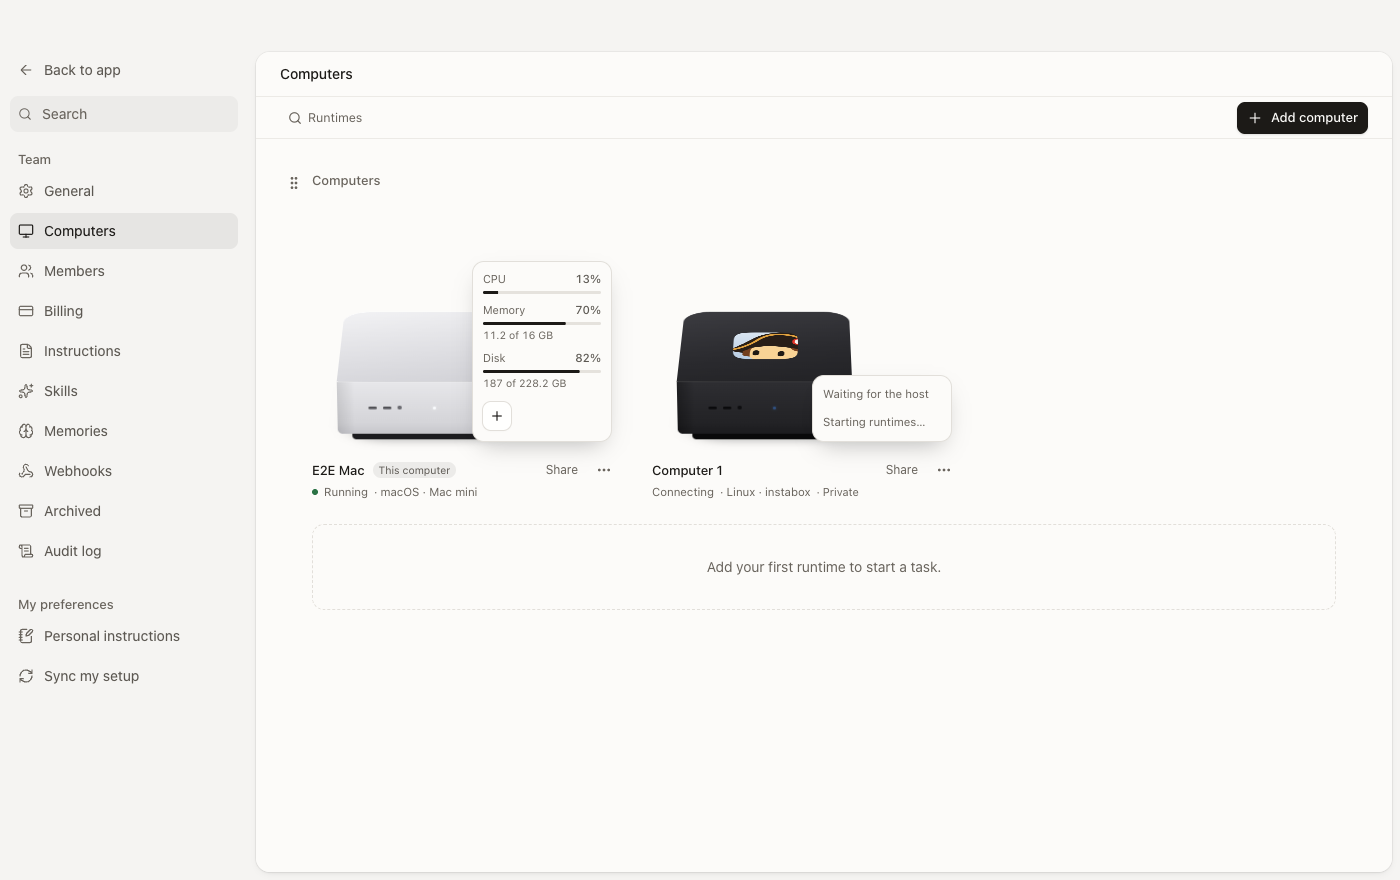 Back to app
Search
Team
General
Computers
Members
Billing
Instructions
Skills
Memories
Webhooks
Archived
Audit log
My preferences
Personal instructions
Sync my setup
Computers
Runtimes
Add computer
Computers
CPU 13%
Memory 70%
11.2 of 16 GB
Disk 82%
187 of 228.2 GB
E2E Mac This computer Share
Running · macOS · Mac mini
Waiting for the host
Starting runtimes…
Computer 1 Share
Connecting · Linux · instabox · Private
Add your first runtime to start a task.